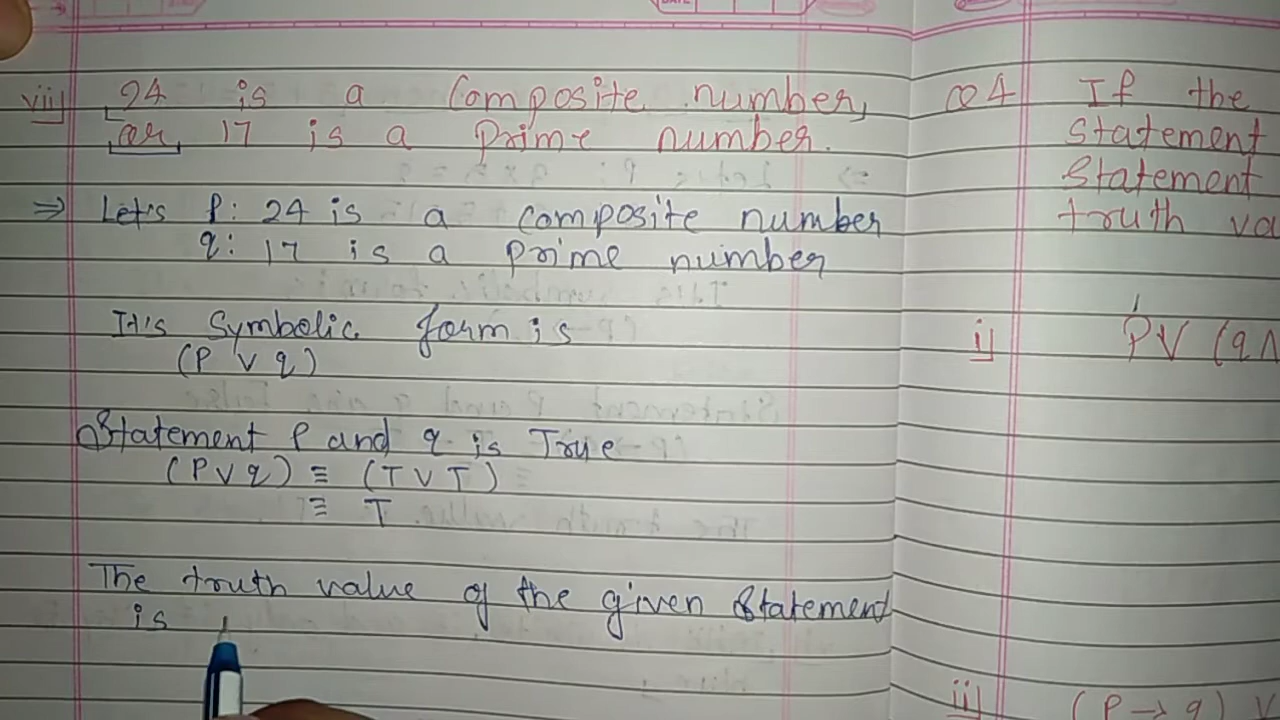 vii) 24 is a Composite number,
or 17 is a Prime number.
⇒ Let's P: 24 is a composite number
q: 17 is a prime number
It's Symbolic form is
(P ∨ q)
Statement P and q is True
(P ∨ q) ≡ (T ∨ T)
≡ T
The truth value of the given Statement
is
Q4 If the
Statement
Statement
truth va
i) P ∨ (q ∧
ii) (P → q) ∨